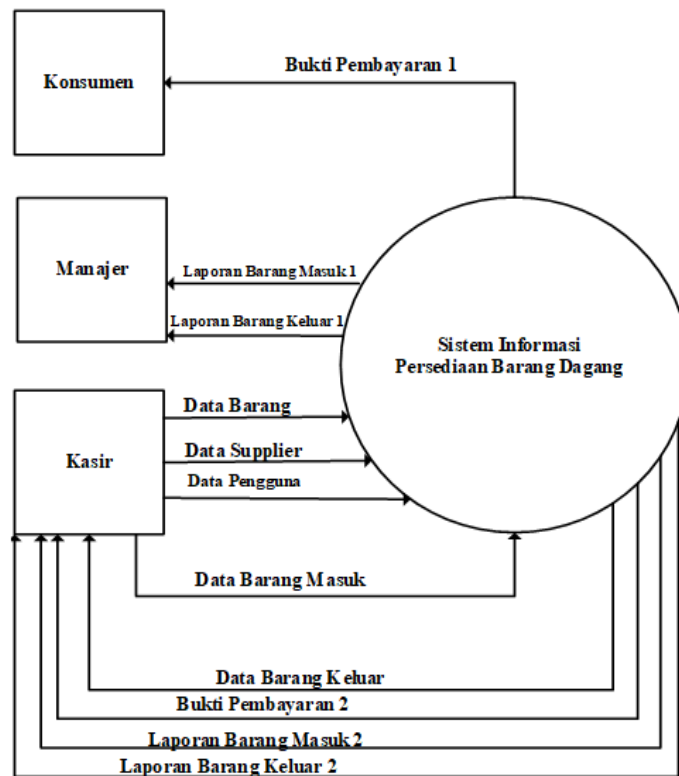 Konsumen
Bukti Pembayaran 1
Manajer
Laporan Barang Masuk 1
Laporan Barang Keluar 1
Sistem Informasi
Persediaan Barang Dagang
Kasir
Data Barang
Data Supplier
Data Pengguna
Data Barang Masuk
Data Barang Keluar
Bukti Pembayaran 2
Laporan Barang Masuk 2
Laporan Barang Keluar 2